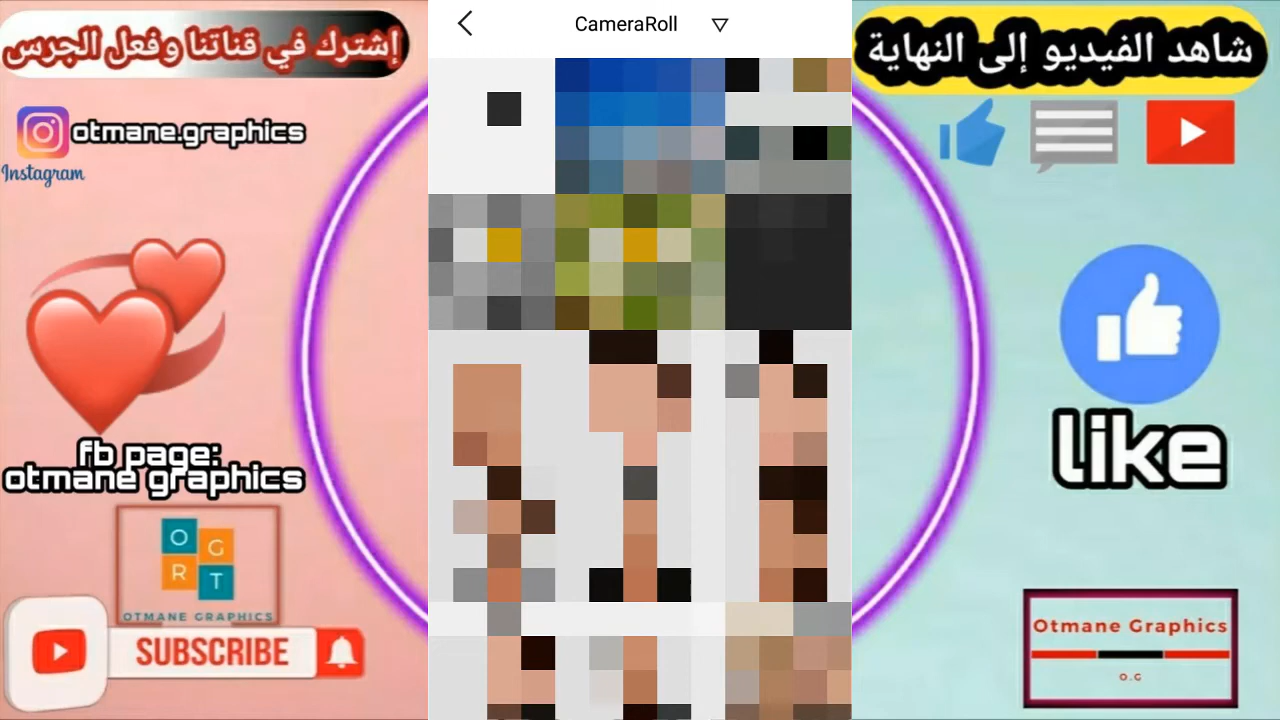 إشترك في قناتنا وفعل الجرس
otmane.graphics
Instagram
fb page:
otmane graphics
O G
R T
OTMANE GRAPHICS
SUBSCRIBE
CameraRoll
شاهد الفيديو إلى النهاية
like
Otmane Graphics
O.G